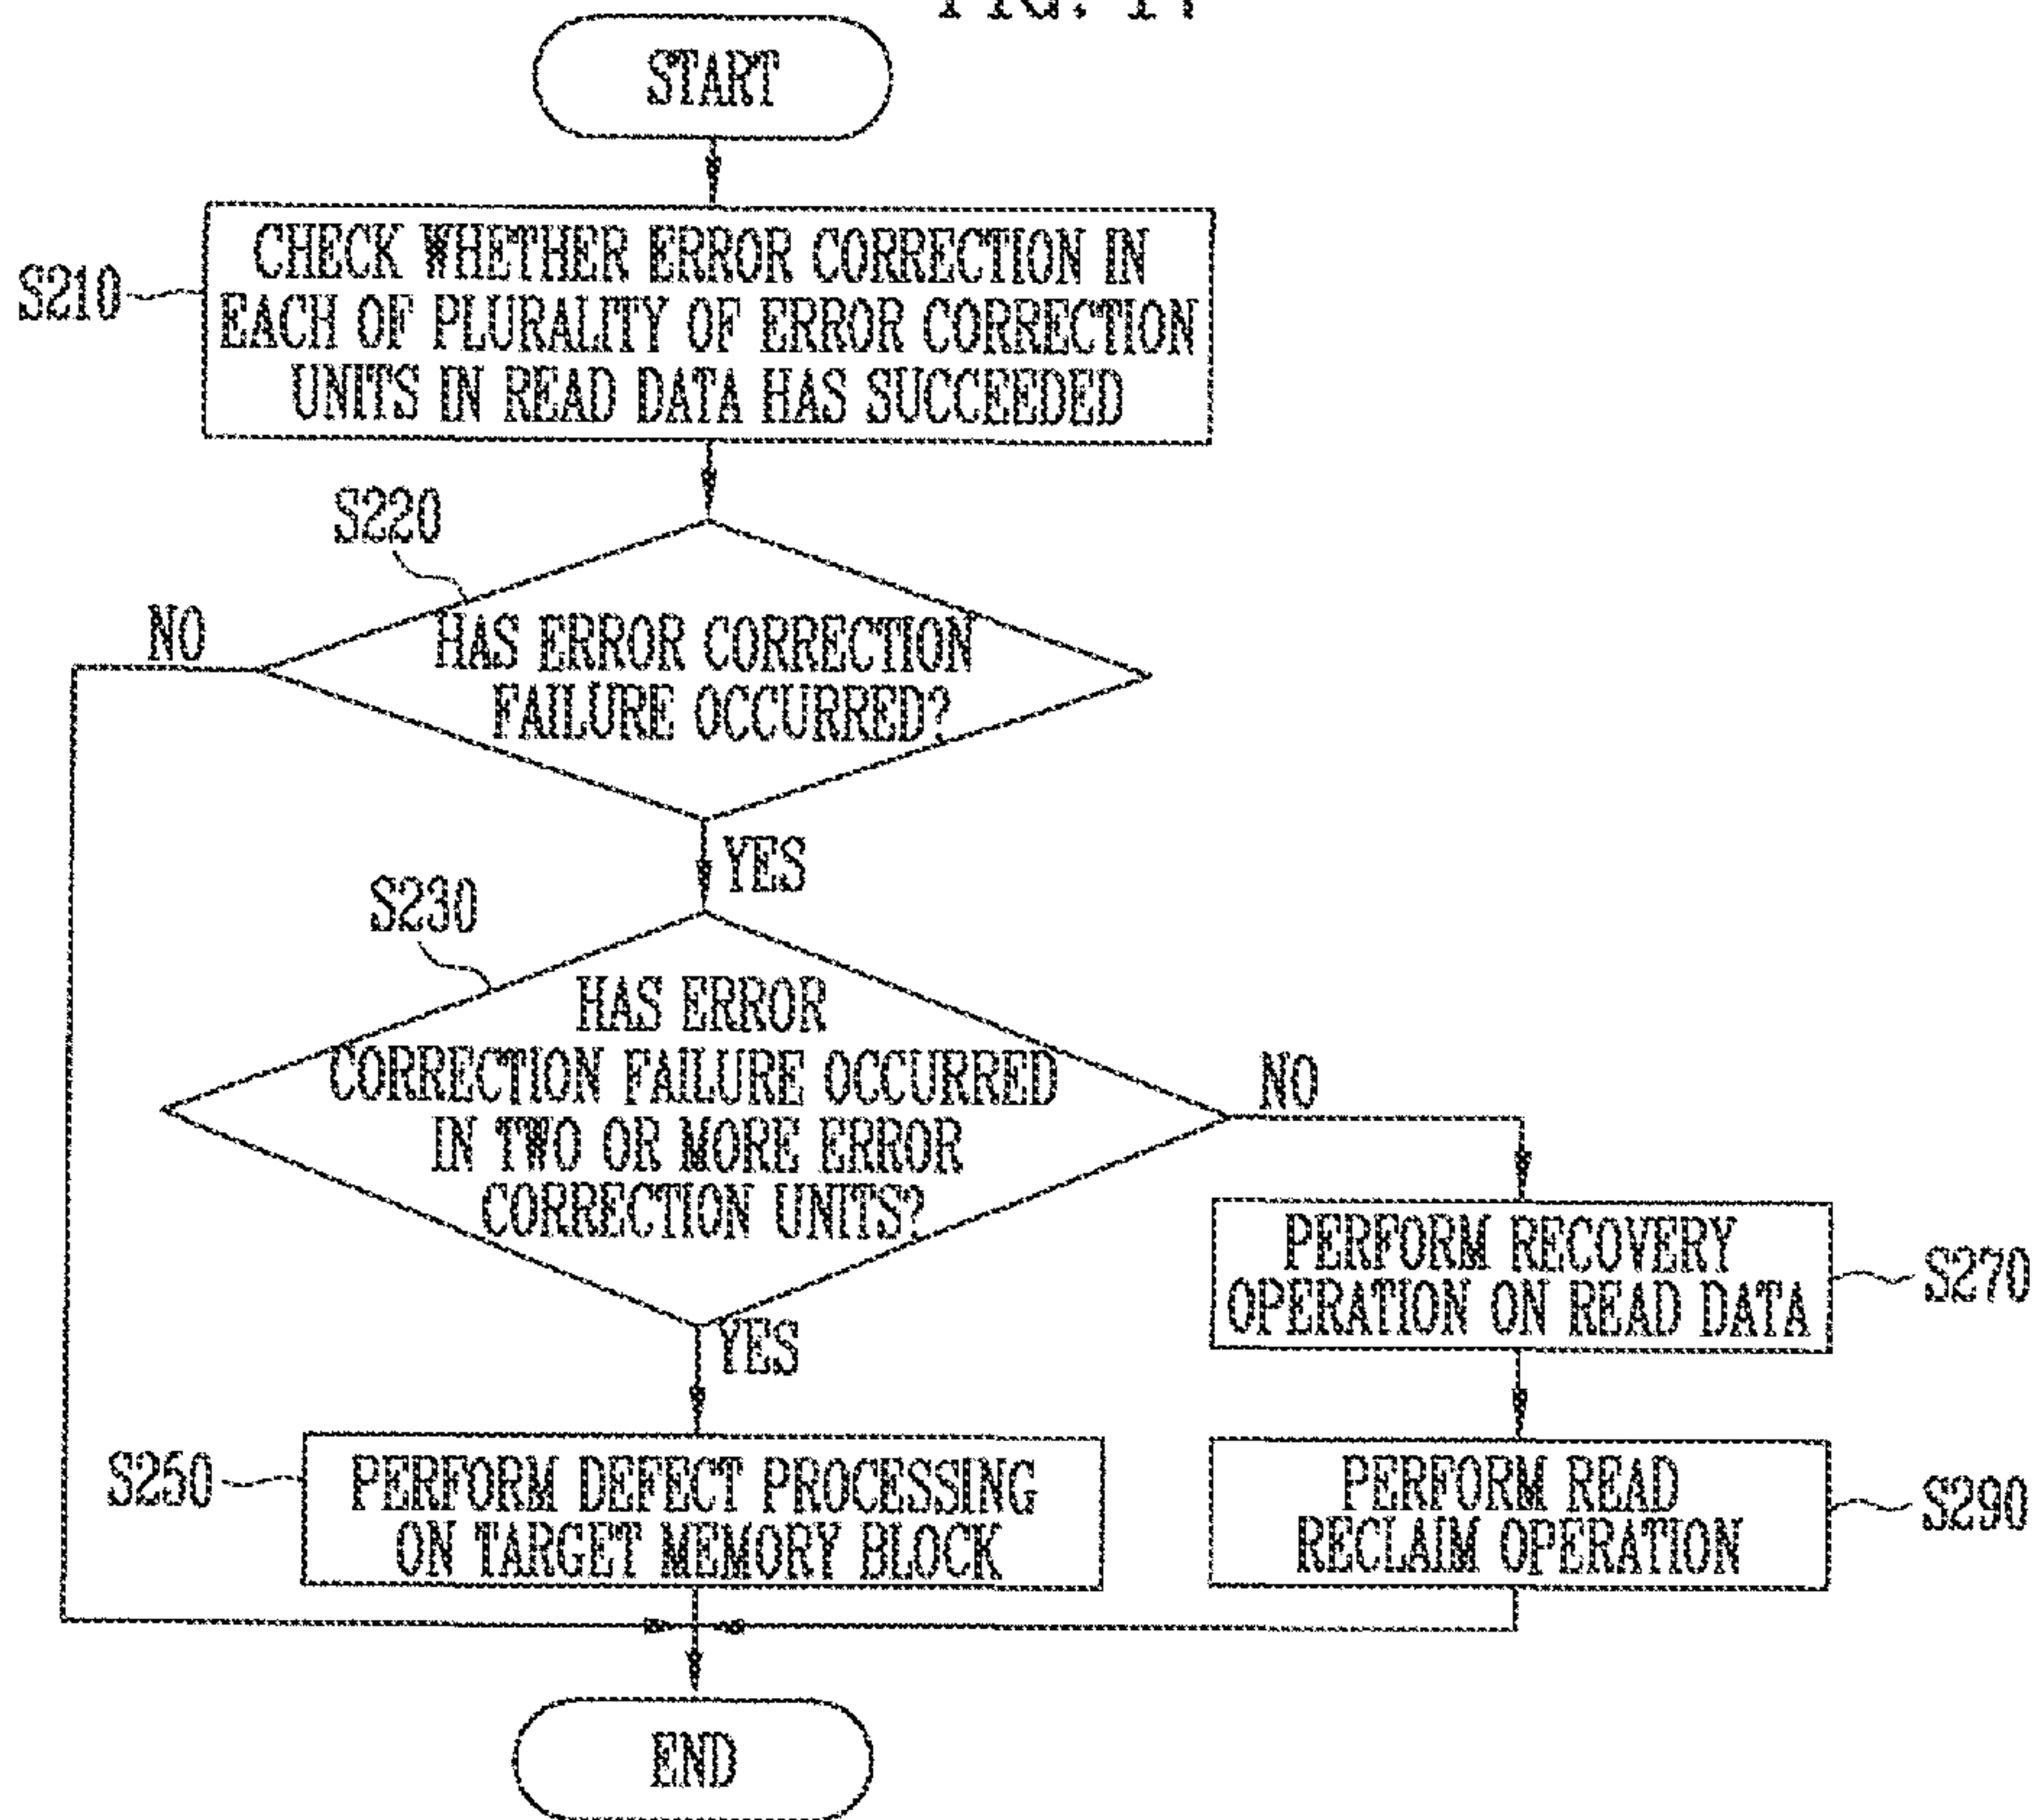 START
CHECK WHETHER ERROR CORRECTION IN
EACH OF PLURALITY OF ERROR CORRECTION
UNITS IN READ DATA HAS SUCCEEDED
S210
S220
HAS ERROR CORRECTION
FAILURE OCCURRED?
NO
YES
S230
HAS ERROR
CORRECTION FAILURE OCCURRED
IN TWO OR MORE ERROR
CORRECTION UNITS?
NO
YES
PERFORM RECOVERY
OPERATION ON READ DATA
S270
S250
PERFORM DEFECT PROCESSING
ON TARGET MEMORY BLOCK
PERFORM READ
RECLAIM OPERATION
S290
END